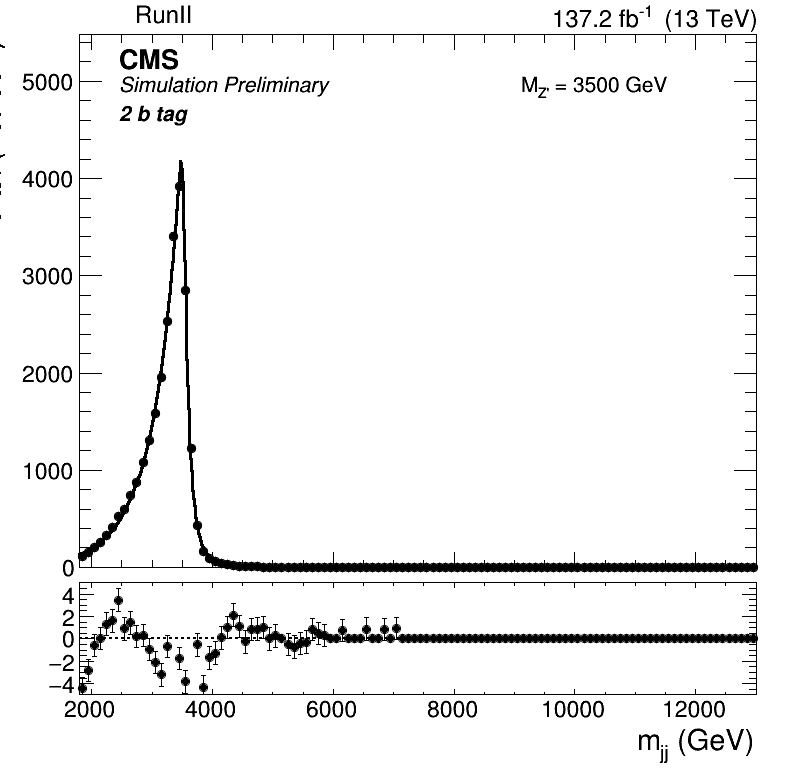 RunII 137.2 fb⁻¹ (13 TeV)
CMS
Simulation Preliminary
M_Z' = 3500 GeV
2 b tag
5000
4000
3000
2000
1000
0
4
2
0
−2
−4
2000 4000 6000 8000 10000 12000
m_jj (GeV)